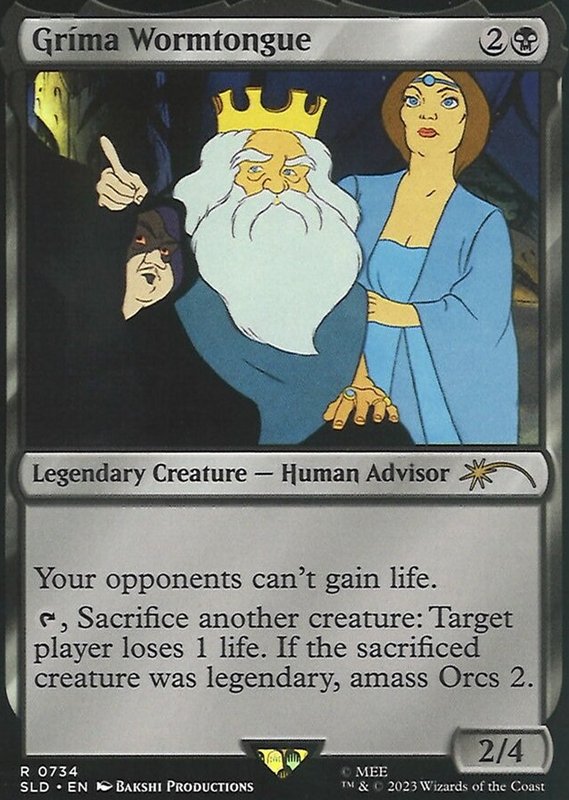 Gríma Wormtongue 2
Legendary Creature — Human Advisor
Your opponents can't gain life.
, Sacrifice another creature: Target
player loses 1 life. If the sacrificed
creature was legendary, amass Orcs 2.
2/4
R 0734
SLD • EN Bakshi Productions
© MEE
™ & © 2023 Wizards of the Coast